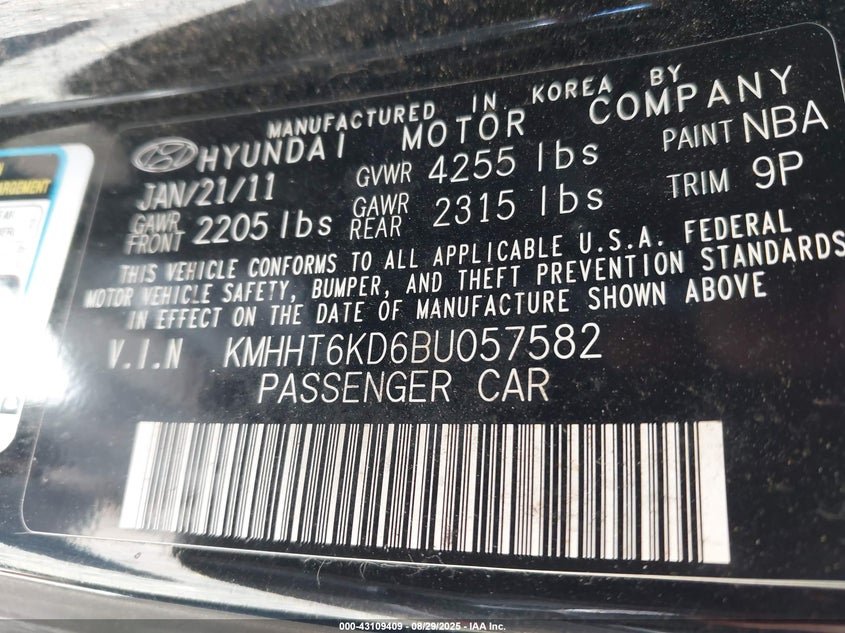 MANUFACTURED IN KOREA BY
HYUNDAI MOTOR COMPANY
JAN/21/11 GVWR 4255 lbs PAINT NBA
GAWR FRONT 2205 lbs GAWR REAR 2315 lbs TRIM 9P
THIS VEHICLE CONFORMS TO ALL APPLICABLE U.S.A. FEDERAL
MOTOR VEHICLE SAFETY, BUMPER, AND THEFT PREVENTION STANDARDS
IN EFFECT ON THE DATE OF MANUFACTURE SHOWN ABOVE
V.I.N KMHHT6KD6BU057582
PASSENGER CAR
000-43109409 - 08/29/2025 - IAA Inc.